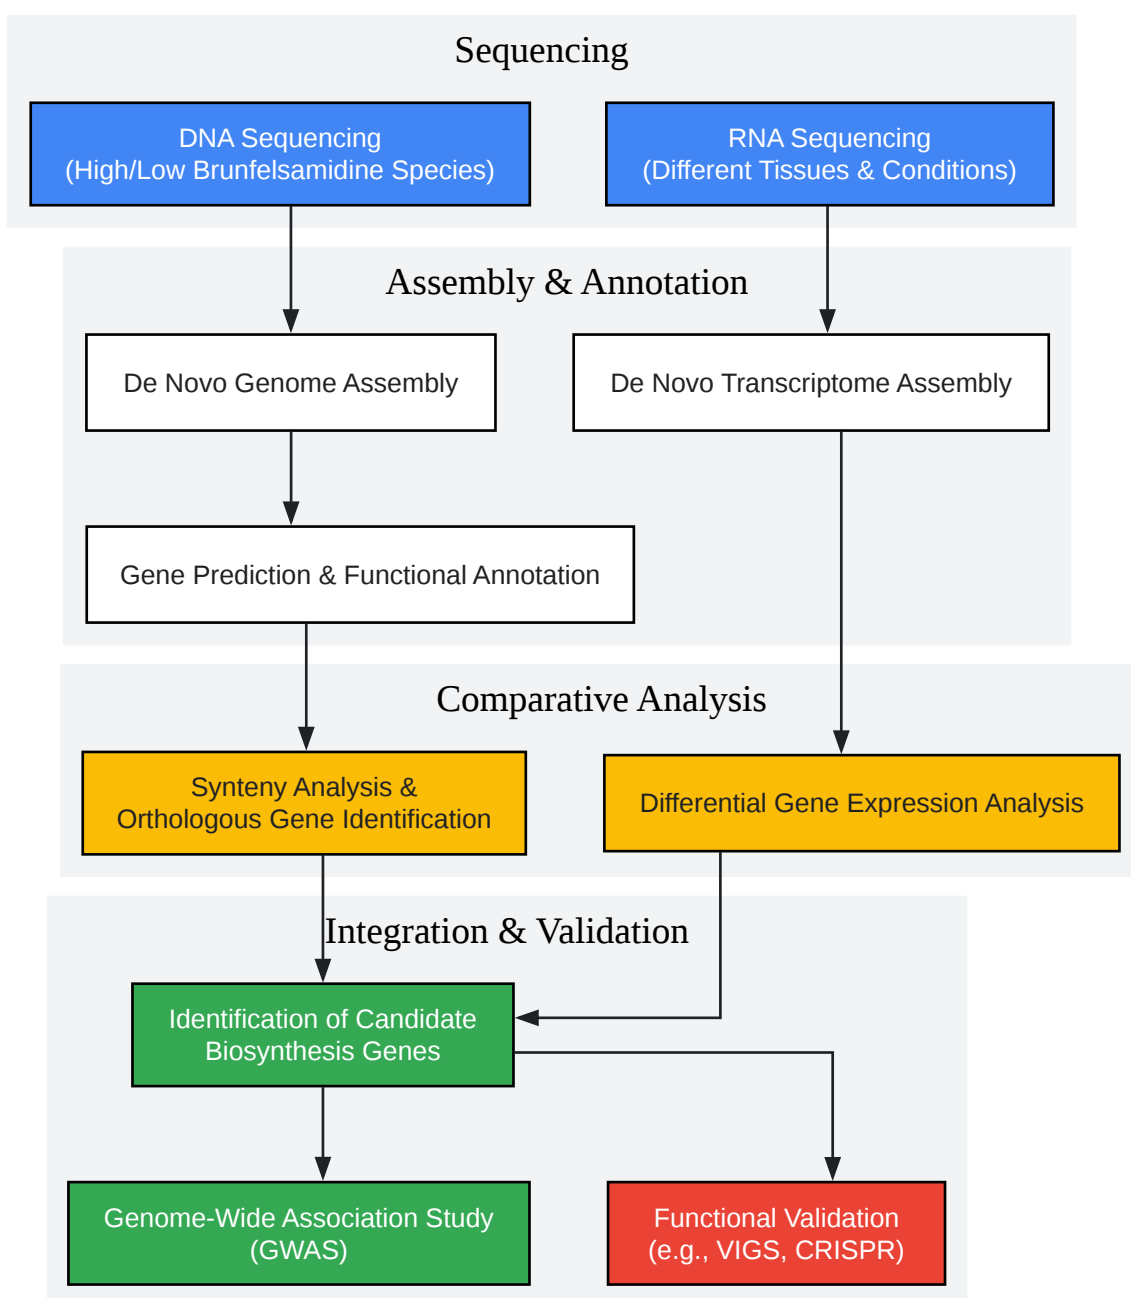 Sequencing
DNA Sequencing
(High/Low Brunfelsamidine Species)
RNA Sequencing
(Different Tissues & Conditions)
Assembly & Annotation
De Novo Genome Assembly
De Novo Transcriptome Assembly
Gene Prediction & Functional Annotation
Comparative Analysis
Synteny Analysis &
Orthologous Gene Identification
Differential Gene Expression Analysis
Integration & Validation
Identification of Candidate
Biosynthesis Genes
Genome-Wide Association Study
(GWAS)
Functional Validation
(e.g., VIGS, CRISPR)